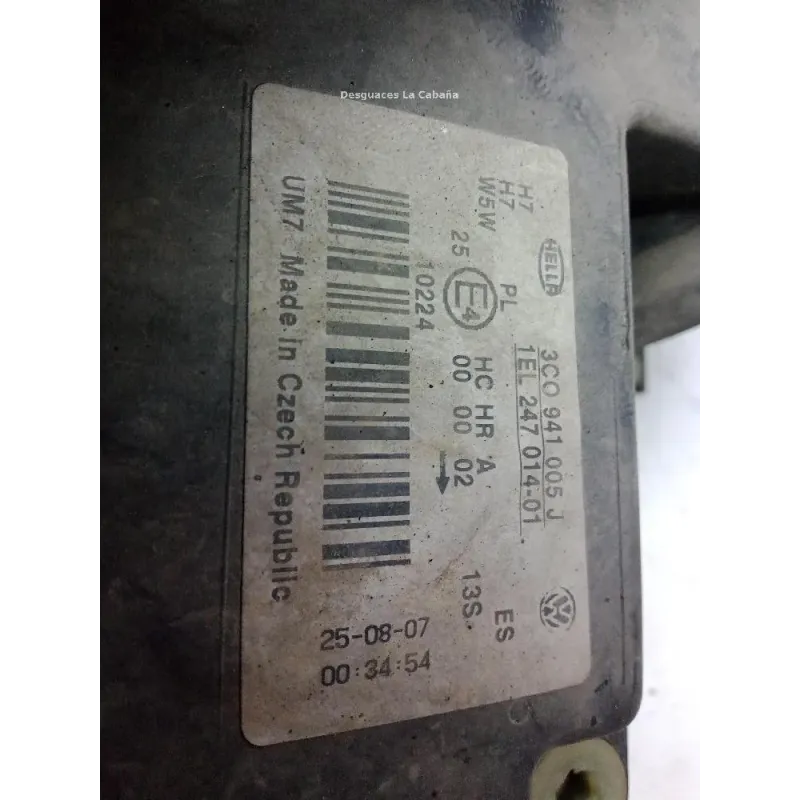 Desguaces La Cabaña
HELLA
3C0 941 005 J
1EL 247 014-01
H7
H7
W5W
PL
25
E4
HC HR A
00 00 02
ES
13S
10224
UM7 Made in Czech Republic
25-08-07
00:34:54